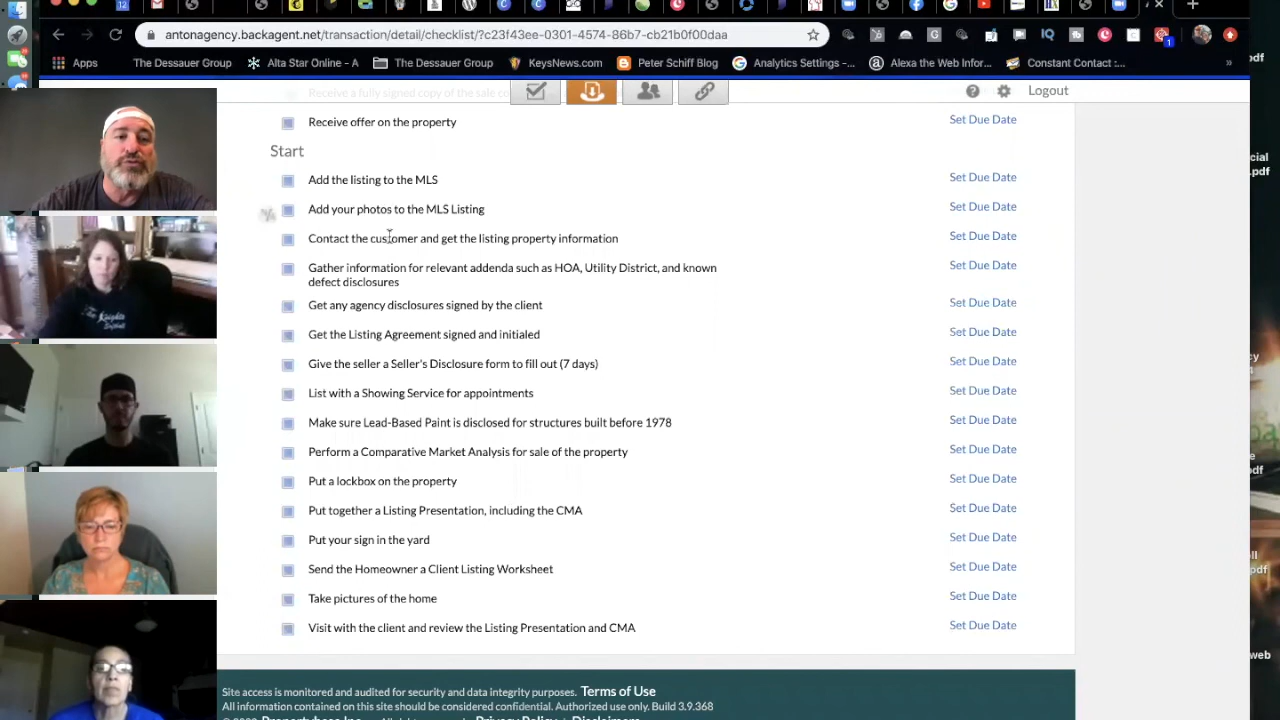 antonagency.backagent.net/transaction/detail/checklist/?c23f43ee-0301-4574-86b7-cb21b0f00daa
Apps The Dessauer Group Alta Star Online - A The Dessauer Group KeysNews.com Peter Schiff Blog Analytics Settings... Alexa the Web Infor... Constant Contact :... »
Receive a fully signed copy of the sale co
Logout
Receive offer on the property Set Due Date
Start
Add the listing to the MLS Set Due Date
Add your photos to the MLS Listing Set Due Date
Contact the customer and get the listing property information Set Due Date
Gather information for relevant addenda such as HOA, Utility District, and known Set Due Date
defect disclosures
Get any agency disclosures signed by the client Set Due Date
Get the Listing Agreement signed and initialed Set Due Date
Give the seller a Seller's Disclosure form to fill out (7 days) Set Due Date
List with a Showing Service for appointments Set Due Date
Make sure Lead-Based Paint is disclosed for structures built before 1978 Set Due Date
Perform a Comparative Market Analysis for sale of the property Set Due Date
Put a lockbox on the property Set Due Date
Put together a Listing Presentation, including the CMA Set Due Date
Put your sign in the yard Set Due Date
Send the Homeowner a Client Listing Worksheet Set Due Date
Take pictures of the home Set Due Date
Visit with the client and review the Listing Presentation and CMA Set Due Date
Site access is monitored and audited for security and data integrity purposes. Terms of Use
All information contained on this site should be considered confidential. Authorized use only. Build 3.9.368
Propertybase Inc. Privacy Policy Disclaimers